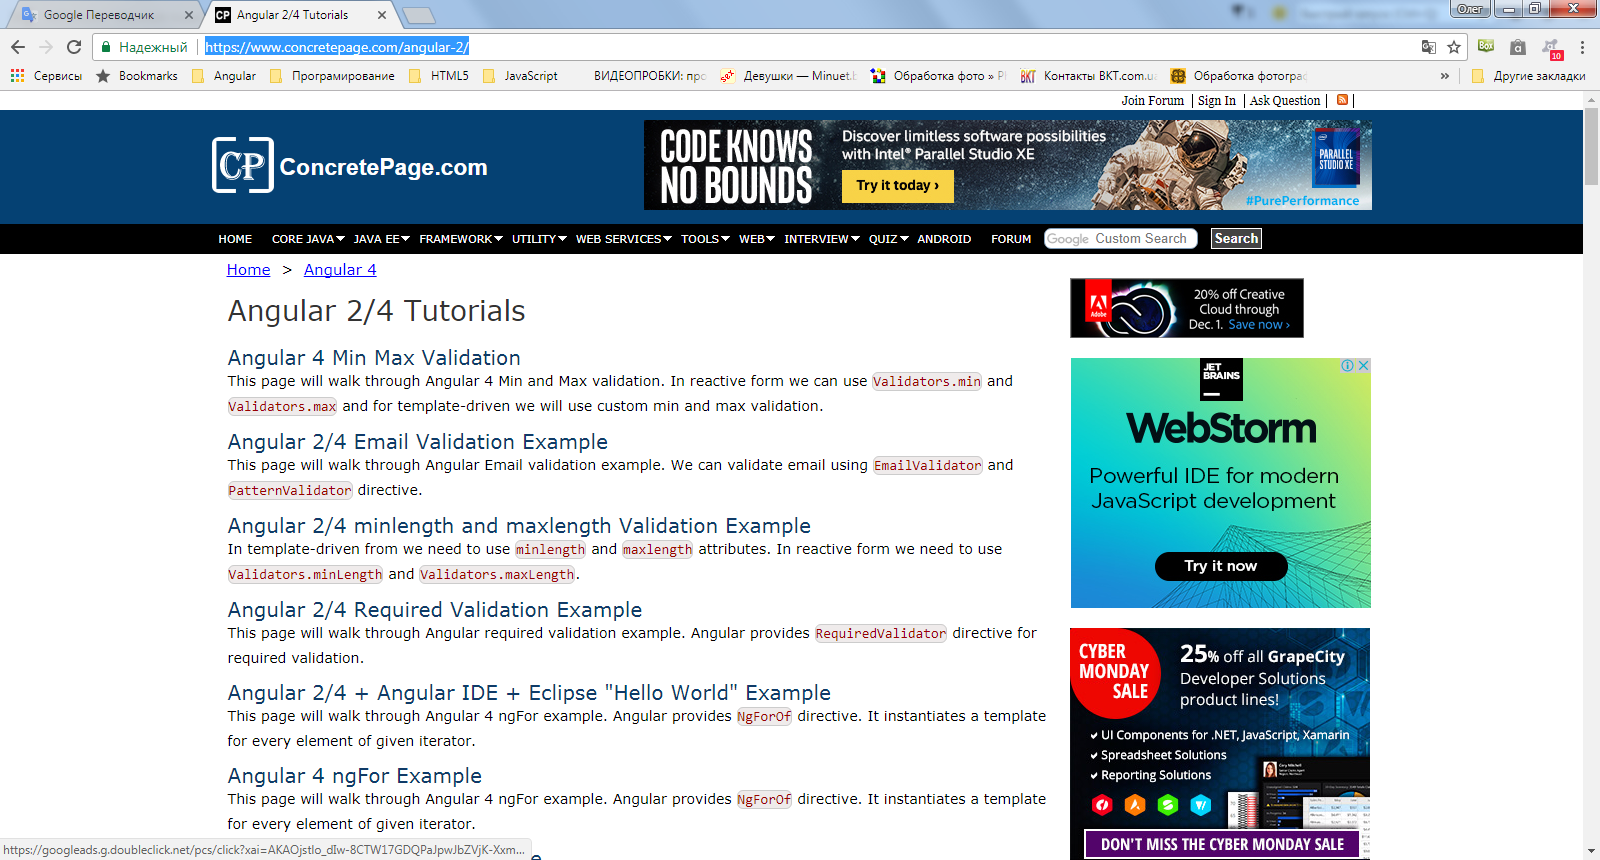 Google Переводчик
Angular 2/4 Tutorials
Олег
Надежный
https://www.concretepage.com/angular-2/
Сервисы
Bookmarks
Angular
Програмирование
HTML5
JavaScript
ВИДЕОПРОБКИ: пр
Девушки — Minuet.b
Обработка фото » Р
Контакты BKT.com.u
Обработка фотогра
»
Другие закладки
10
Join Forum | Sign In | Ask Question |
CP ConcretePage.com
CODE KNOWS
NO BOUNDS
Discover limitless software possibilities
with Intel® Parallel Studio XE
Try it today ›
intel
PARALLEL
STUDIO XE
#PurePerformance
HOME CORE JAVA JAVA EE FRAMEWORK UTILITY WEB SERVICES TOOLS WEB INTERVIEW QUIZ ANDROID FORUM Google Custom Search Search
Home > Angular 4
Angular 2/4 Tutorials
Angular 4 Min Max Validation
This page will walk through Angular 4 Min and Max validation. In reactive form we can use Validators.min and
Validators.max and for template-driven we will use custom min and max validation.
Angular 2/4 Email Validation Example
This page will walk through Angular Email validation example. We can validate email using EmailValidator and
PatternValidator directive.
Angular 2/4 minlength and maxlength Validation Example
In template-driven from we need to use minlength and maxlength attributes. In reactive form we need to use
Validators.minLength and Validators.maxLength.
Angular 2/4 Required Validation Example
This page will walk through Angular required validation example. Angular provides RequiredValidator directive for
required validation.
Angular 2/4 + Angular IDE + Eclipse "Hello World" Example
This page will walk through Angular 4 ngFor example. Angular provides NgForOf directive. It instantiates a template
for every element of given iterator.
Angular 4 ngFor Example
This page will walk through Angular 4 ngFor example. Angular provides NgForOf directive. It instantiates a template
for every element of given iterator.
https://googleads.g.doubleclick.net/pcs/click?xai=AKAOjstlo_dIw-8CTW17GDQPaJpwJbZVjK-Xxm...
Adobe
20% off Creative
Cloud through
Dec. 1. Save now ›
JET
BRAINS
WebStorm
Powerful IDE for modern
JavaScript development
Try it now
CYBER
MONDAY
SALE
25% off all GrapeCity
Developer Solutions
product lines!
UI Components for .NET, JavaScript, Xamarin
Spreadsheet Solutions
Reporting Solutions
DON'T MISS THE CYBER MONDAY SALE